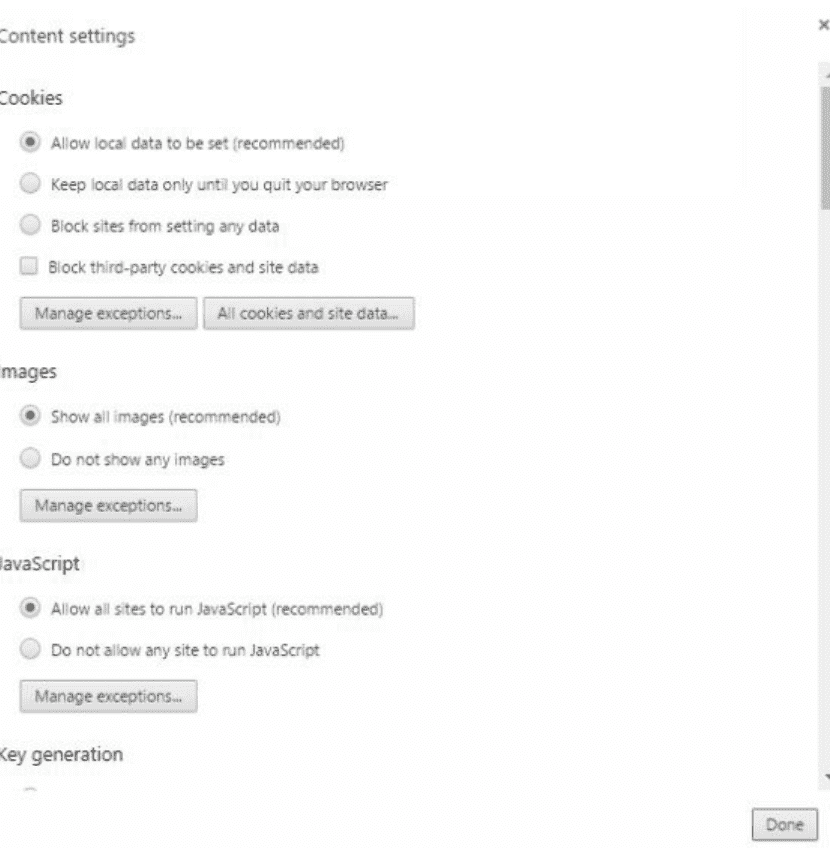 Content settings
Cookies
Allow local data to be set (recommended)
Keep local data only until you quit your browser
Block sites from setting any data
Block third-party cookies and site data
Manage exceptions... All cookies and site data...
Images
Show all images (recommended)
Do not show any images
Manage exceptions...
JavaScript
Allow all sites to run JavaScript (recommended)
Do not allow any site to run JavaScript
Manage exceptions...
Key generation
Done